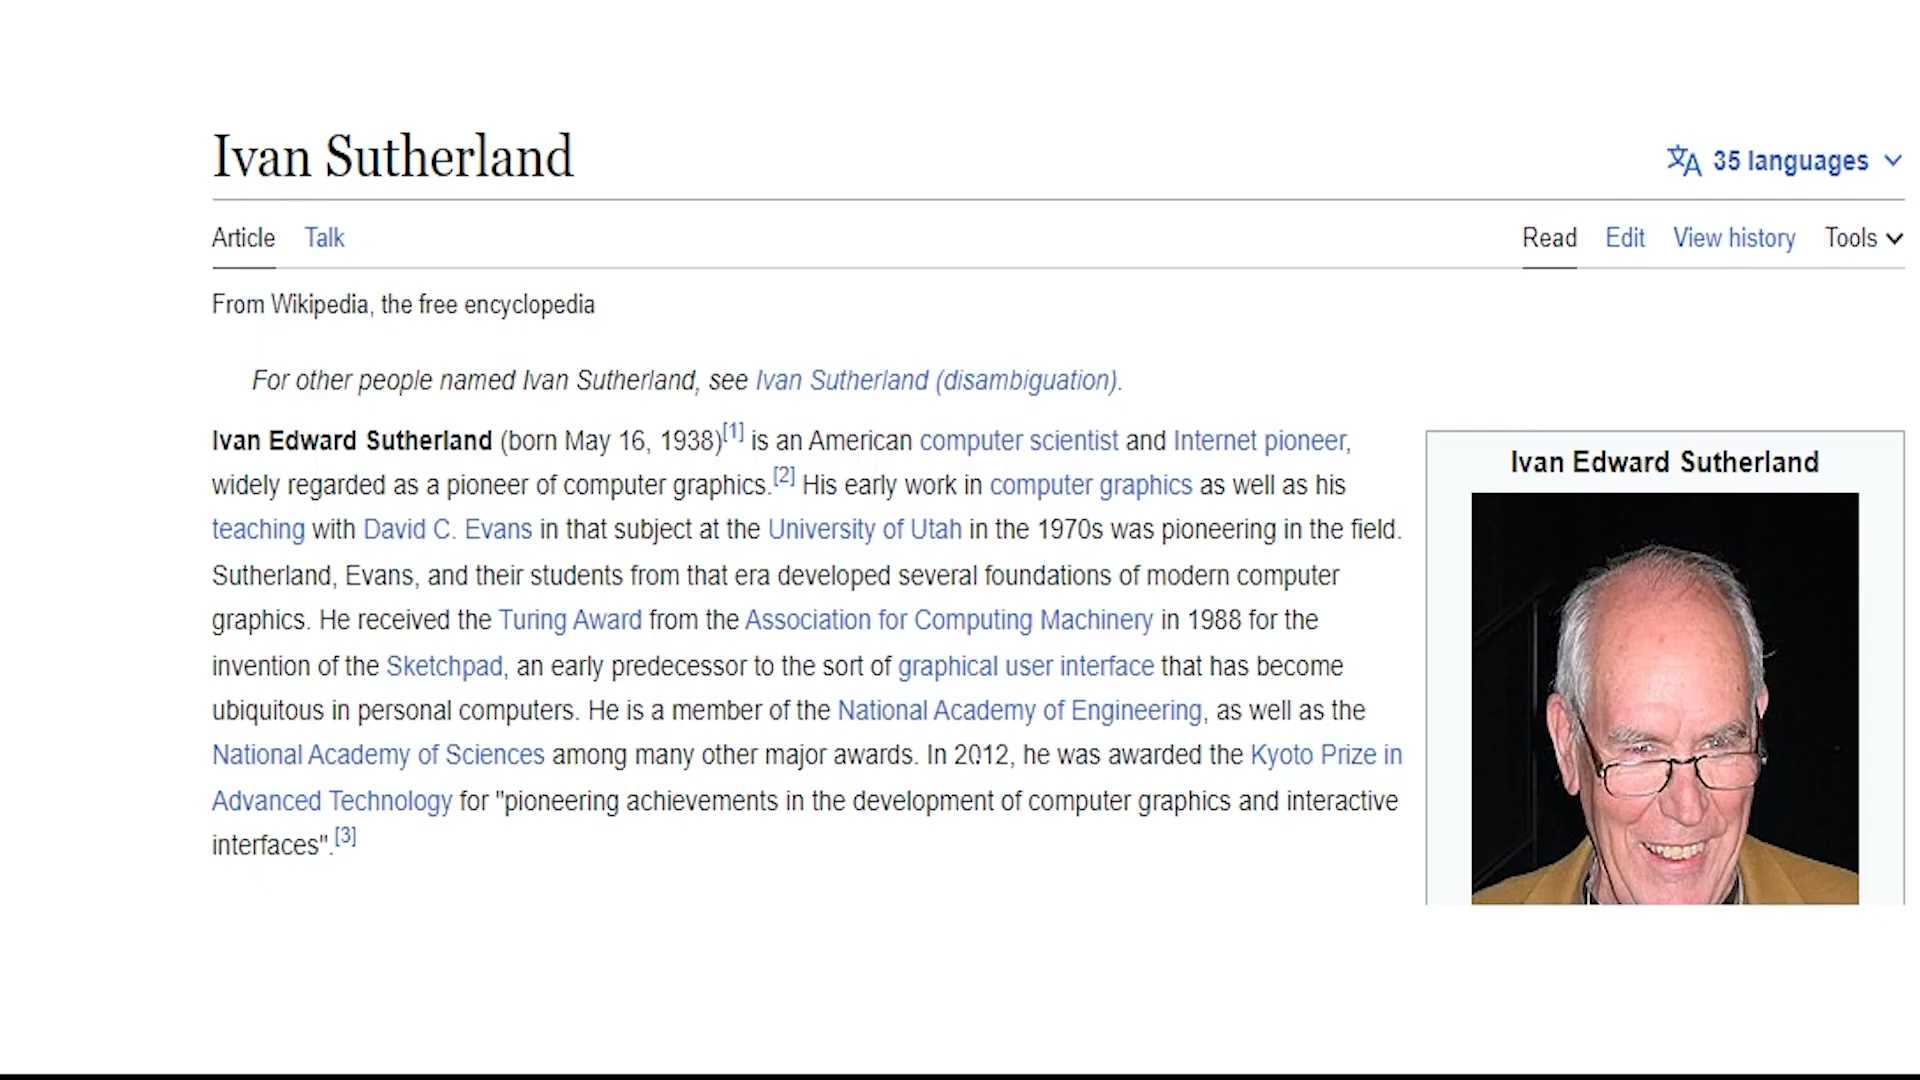 Ivan Sutherland
35 languages
Article Talk Read Edit View history Tools
From Wikipedia, the free encyclopedia
For other people named Ivan Sutherland, see Ivan Sutherland (disambiguation).
Ivan Edward Sutherland (born May 16, 1938)[1] is an American computer scientist and Internet pioneer,
widely regarded as a pioneer of computer graphics.[2] His early work in computer graphics as well as his
teaching with David C. Evans in that subject at the University of Utah in the 1970s was pioneering in the field.
Sutherland, Evans, and their students from that era developed several foundations of modern computer
graphics. He received the Turing Award from the Association for Computing Machinery in 1988 for the
invention of the Sketchpad, an early predecessor to the sort of graphical user interface that has become
ubiquitous in personal computers. He is a member of the National Academy of Engineering, as well as the
National Academy of Sciences among many other major awards. In 2012, he was awarded the Kyoto Prize in
Advanced Technology for "pioneering achievements in the development of computer graphics and interactive
interfaces".[3]
Ivan Edward Sutherland